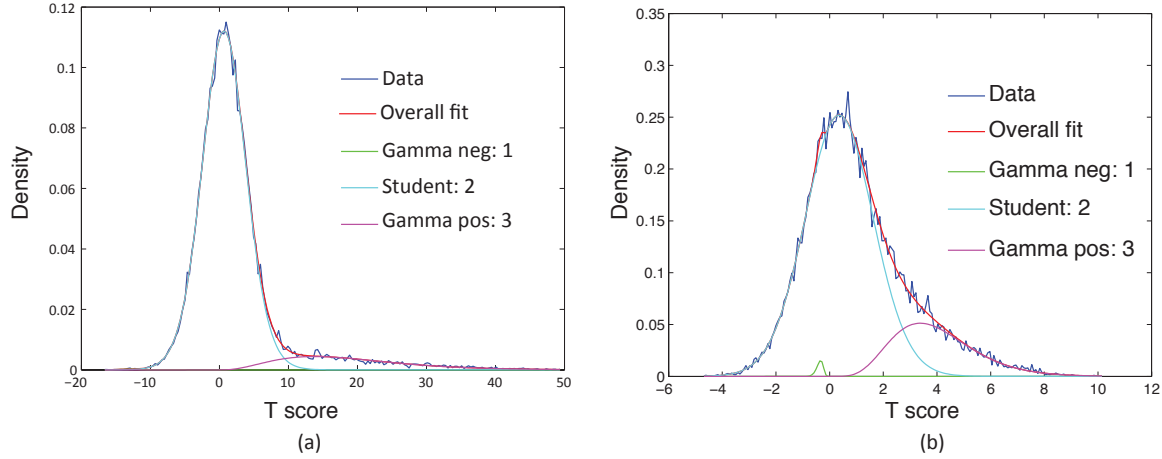 0.12
0.1
0.08
0.06
0.04
0.02
0
Density
-20
-10
0
10
20
30
40
50
T score
Data
Overall fit
Gamma neg: 1
Student: 2
Gamma pos: 3
(a)
0.35
0.3
0.25
0.2
0.15
0.1
0.05
0
Density
-6
-4
-2
0
2
4
6
8
10
12
T score
Data
Overall fit
Gamma neg: 1
Student: 2
Gamma pos: 3
(b)